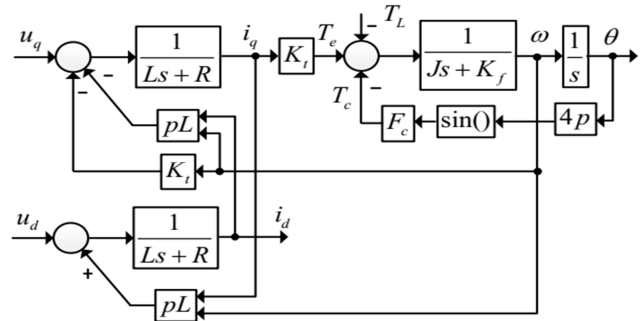 u_q
−
−
1
Ls + R
i_q
K_t
T_e
−
T_L
T_c
−
1
Js + K_f
ω
1
s
θ
pL
F_c
sin()
4p
K_t
u_d
+
1
Ls + R
i_d
pL